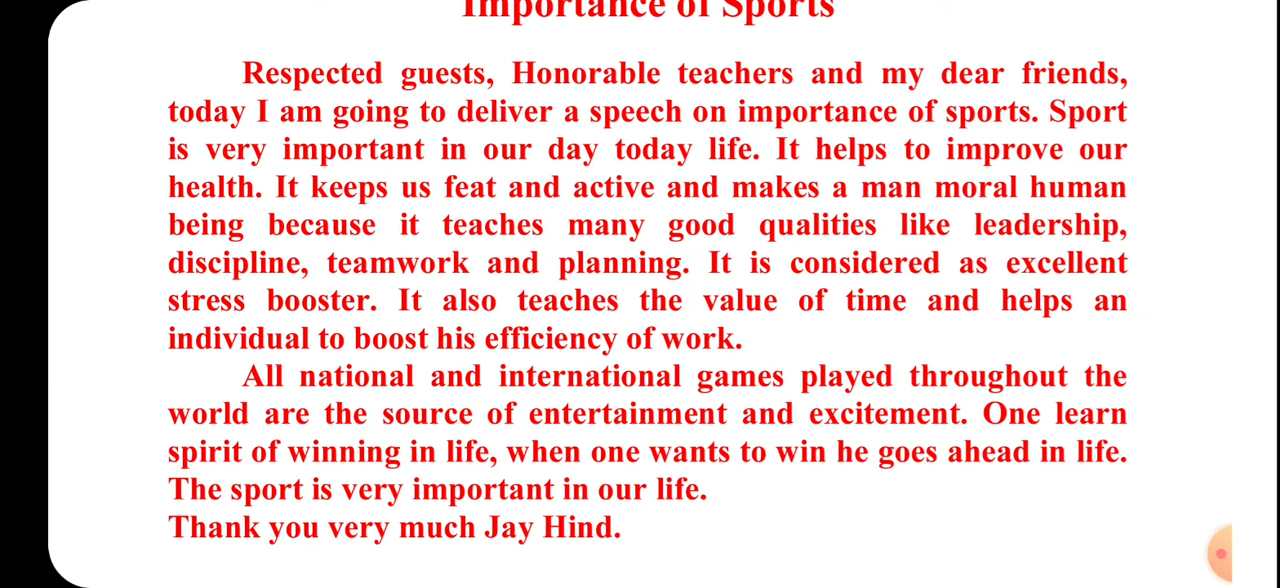 Importance of Sports
Respected guests, Honorable teachers and my dear friends,
today I am going to deliver a speech on importance of sports. Sport
is very important in our day today life. It helps to improve our
health. It keeps us feat and active and makes a man moral human
being because it teaches many good qualities like leadership,
discipline, teamwork and planning. It is considered as excellent
stress booster. It also teaches the value of time and helps an
individual to boost his efficiency of work.
All national and international games played throughout the
world are the source of entertainment and excitement. One learn
spirit of winning in life, when one wants to win he goes ahead in life.
The sport is very important in our life.
Thank you very much Jay Hind.